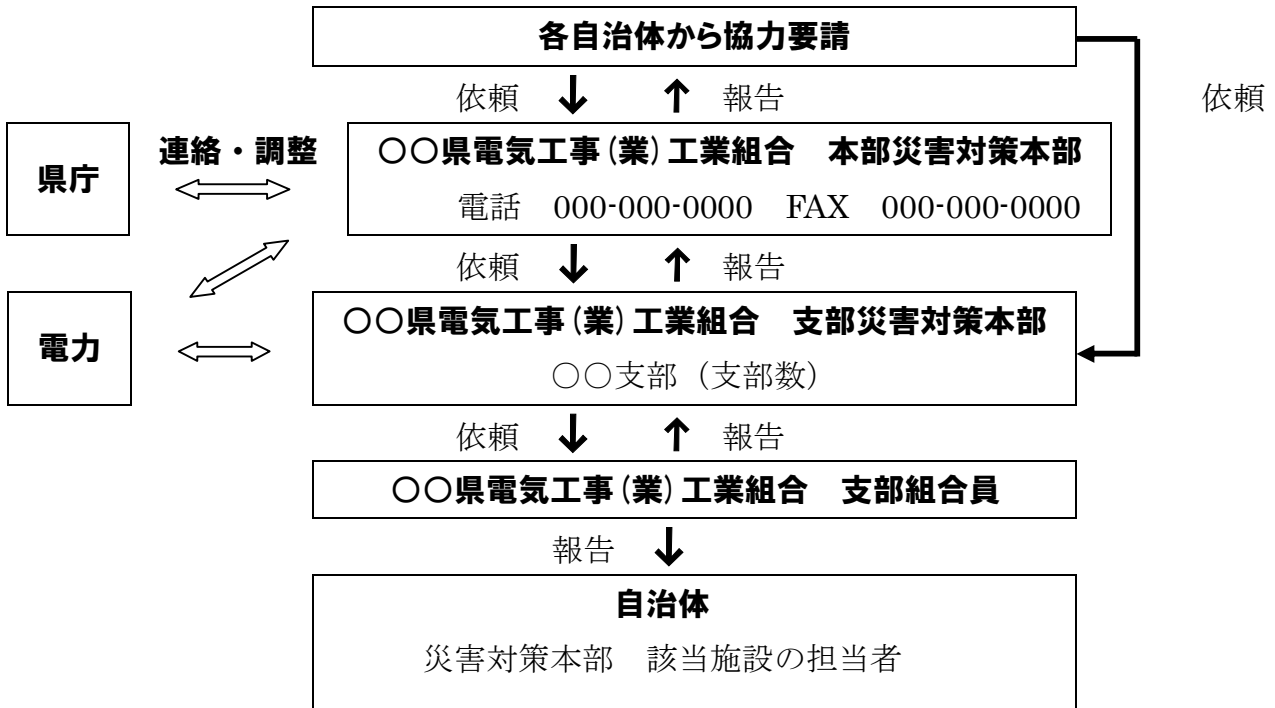 各自治体から協力要請
依頼 ↓ ↑ 報告
依頼
県庁
連絡・調整
〇〇県電気工事(業)工業組合　本部災害対策本部
電話　000-000-0000　FAX　000-000-0000
依頼 ↓ ↑ 報告
電力
〇〇県電気工事(業)工業組合　支部災害対策本部
○○支部（支部数）
依頼 ↓ ↑ 報告
〇〇県電気工事(業)工業組合　支部組合員
報告 ↓
自治体
災害対策本部　該当施設の担当者